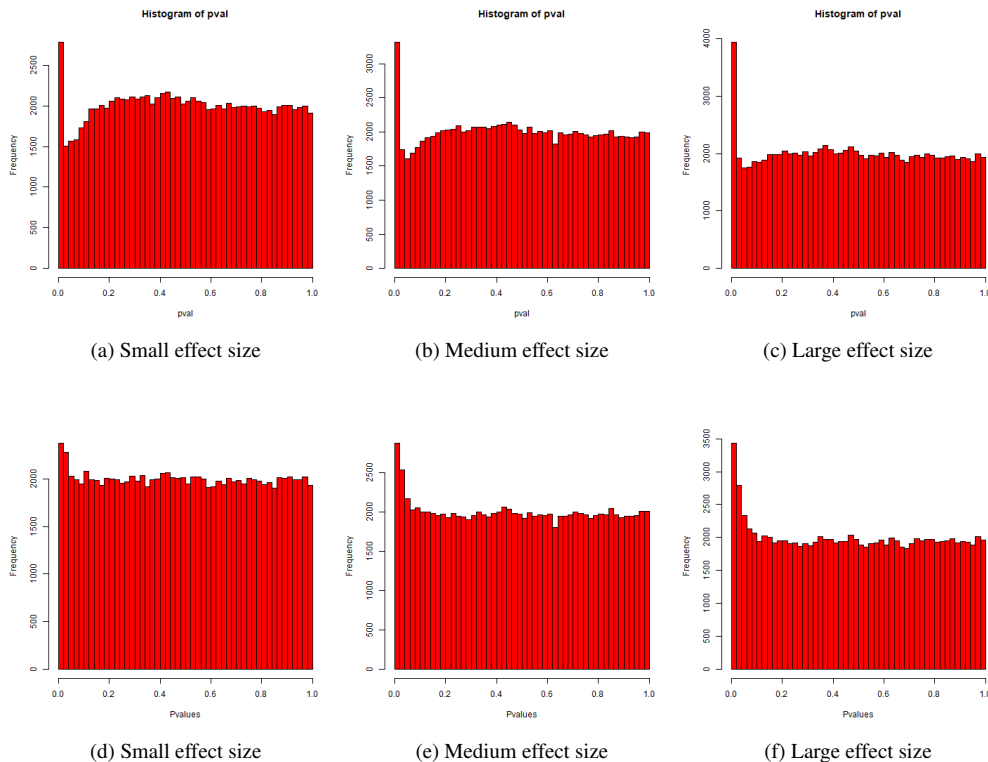 Histogram of pval
Histogram of pval
Histogram of pval
Frequency
0
500
1000
1500
2000
2500
0.0 0.2 0.4 0.6 0.8 1.0
pval
Frequency
0
500
1000
1500
2000
2500
3000
0.0 0.2 0.4 0.6 0.8 1.0
pval
Frequency
0
1000
2000
3000
4000
0.0 0.2 0.4 0.6 0.8 1.0
pval
(a) Small effect size
(b) Medium effect size
(c) Large effect size
Frequency
0
500
1000
1500
2000
0.0 0.2 0.4 0.6 0.8 1.0
Pvalues
Frequency
0
500
1000
1500
2000
2500
0.0 0.2 0.4 0.6 0.8 1.0
Pvalues
Frequency
0
500
1000
1500
2000
2500
3000
3500
0.0 0.2 0.4 0.6 0.8 1.0
Pvalues
(d) Small effect size
(e) Medium effect size
(f) Large effect size